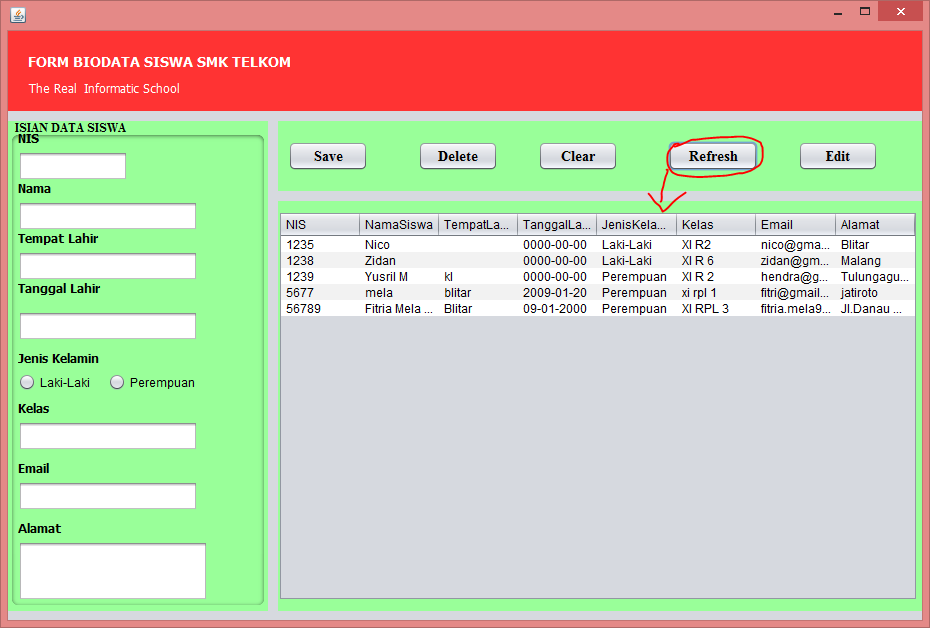 FORM BIODATA SISWA SMK TELKOM
The Real Informatic School
ISIAN DATA SISWA
NIS
Nama
Tempat Lahir
Tanggal Lahir
Jenis Kelamin
Laki-Laki Perempuan
Kelas
Email
Alamat
Save Delete Clear Refresh Edit
NIS NamaSiswa TempatLa... TanggalLa... JenisKela... Kelas Email Alamat
1235 Nico 0000-00-00 Laki-Laki XI R2 nico@gma... Blitar
1238 Zidan 0000-00-00 Laki-Laki XI R 6 zidan@gm... Malang
1239 Yusril M kl 0000-00-00 Perempuan XI R 2 hendra@g... Tulungagu...
5677 mela blitar 2009-01-20 Perempuan xi rpl 1 fitri@gmail... jatiroto
56789 Fitria Mela ... Blitar 09-01-2000 Perempuan XI RPL 3 fitria.mela9... Jl.Danau ...